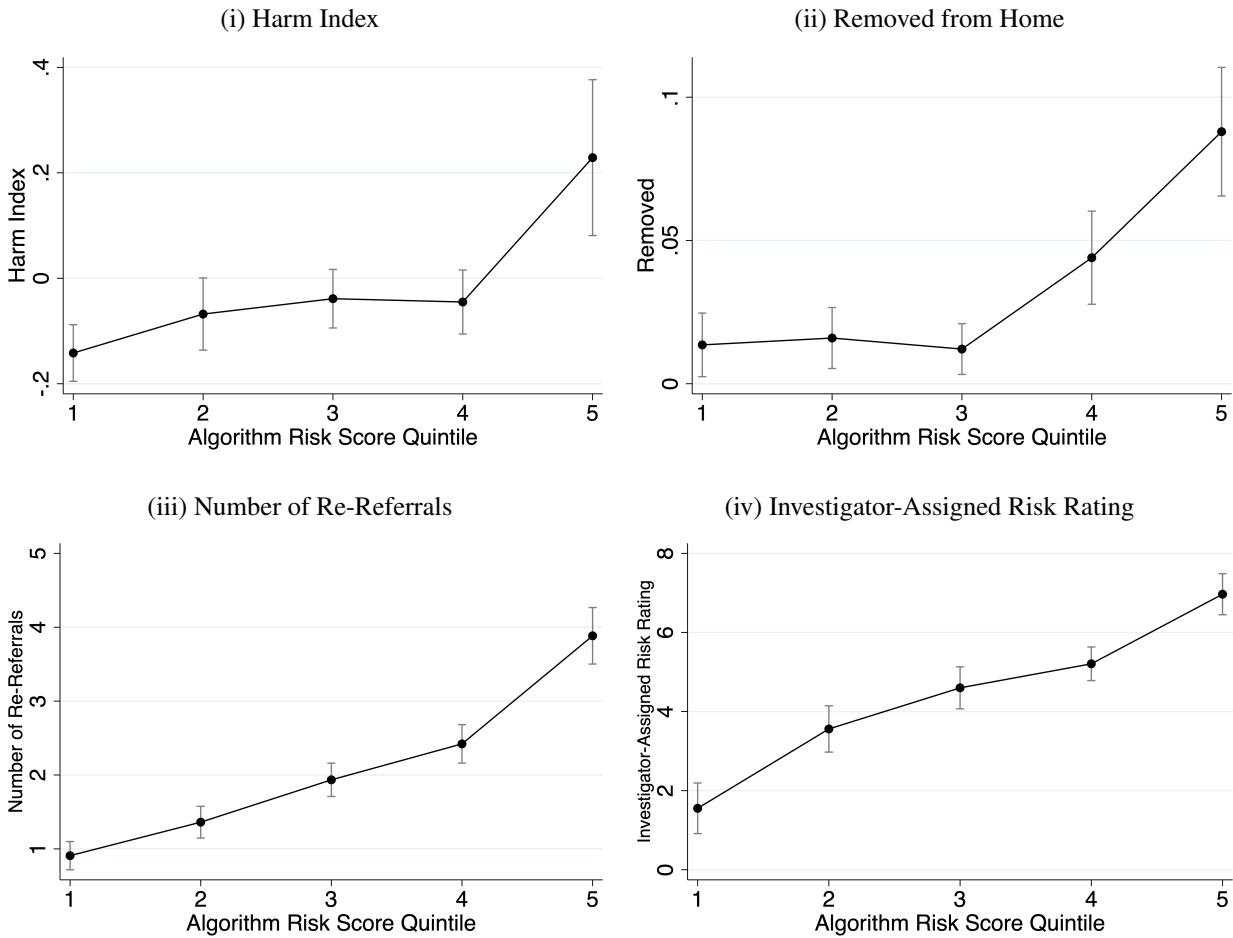 (i) Harm Index
.4
.2
0
-.2
Harm Index
1 2 3 4 5
Algorithm Risk Score Quintile
(ii) Removed from Home
.1
.05
0
Removed
1 2 3 4 5
Algorithm Risk Score Quintile
(iii) Number of Re-Referrals
5
4
3
2
1
Number of Re-Referrals
1 2 3 4 5
Algorithm Risk Score Quintile
(iv) Investigator-Assigned Risk Rating
8
6
4
2
0
Investigator-Assigned Risk Rating
1 2 3 4 5
Algorithm Risk Score Quintile